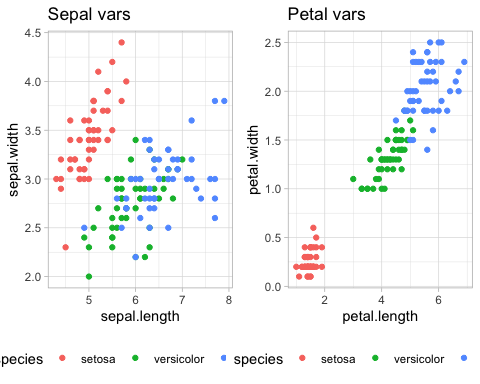 Sepal vars
4.5
4.0
3.5
3.0
2.5
2.0
sepal.width
5 6 7 8
sepal.length
pecies setosa versicolor
Petal vars
2.5
2.0
1.5
1.0
0.5
0.0
petal.width
2 4 6
petal.length
species setosa versicolor